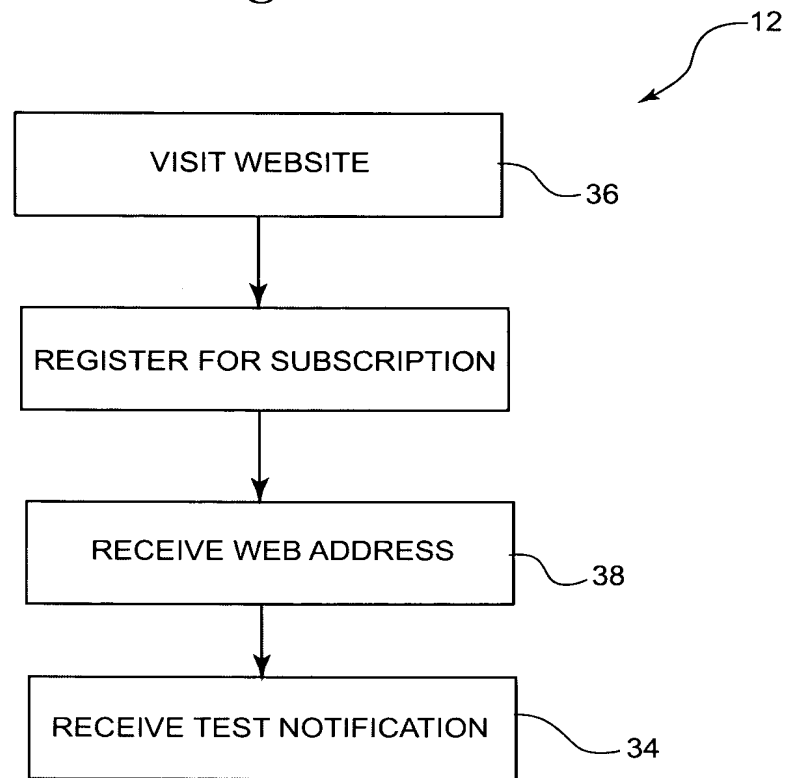 12
VISIT WEBSITE
36
REGISTER FOR SUBSCRIPTION
RECEIVE WEB ADDRESS
38
RECEIVE TEST NOTIFICATION
34